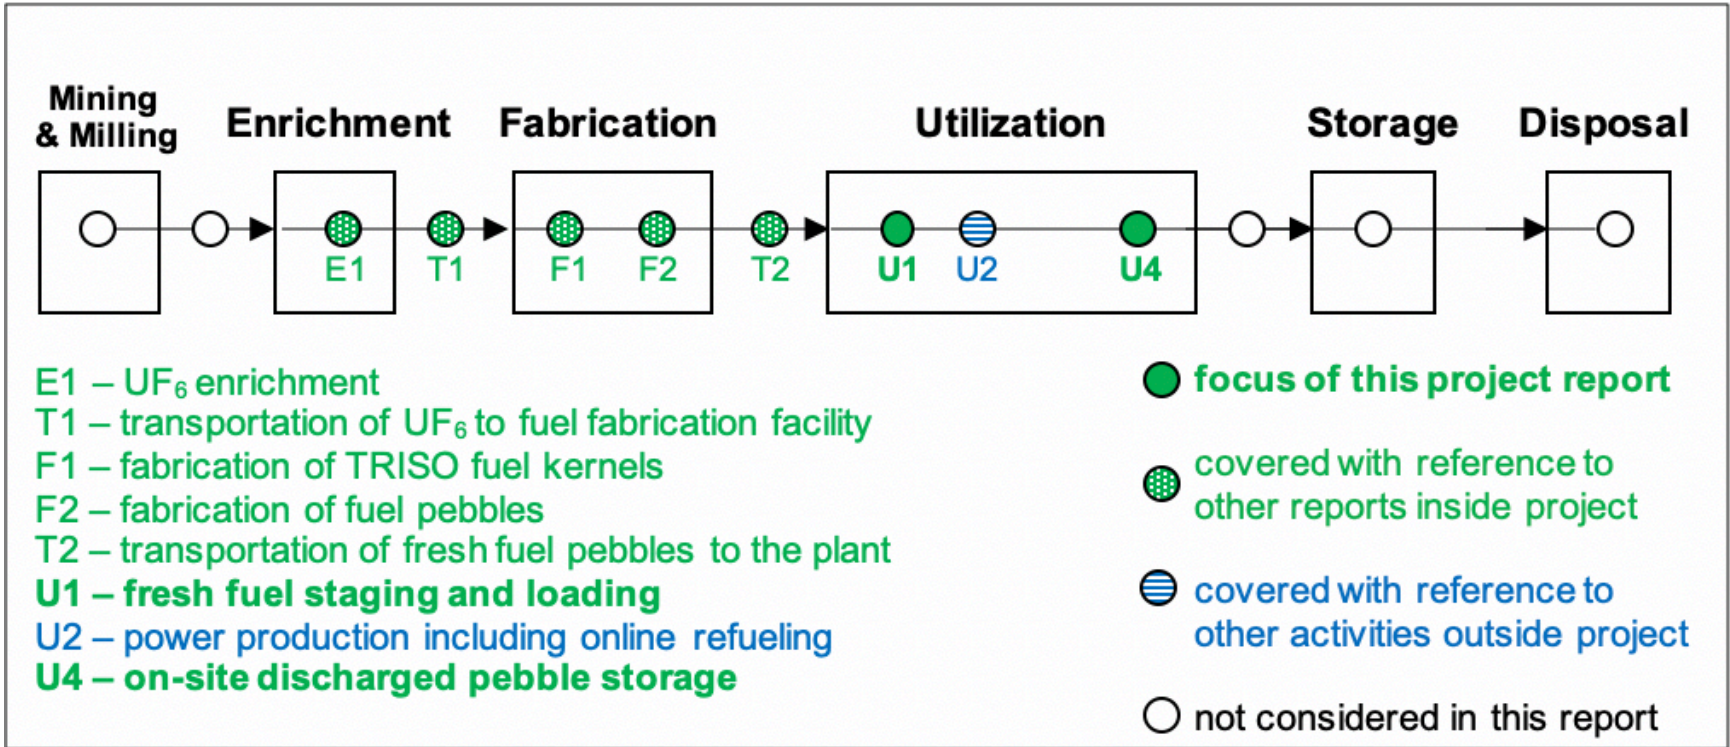 Mining
& Milling
Enrichment
Fabrication
Utilization
Storage
Disposal
E1
T1
F1
F2
T2
U1
U2
U4
E1 – UF₆ enrichment
T1 – transportation of UF₆ to fuel fabrication facility
F1 – fabrication of TRISO fuel kernels
F2 – fabrication of fuel pebbles
T2 – transportation of fresh fuel pebbles to the plant
U1 – fresh fuel staging and loading
U2 – power production including online refueling
U4 – on-site discharged pebble storage
focus of this project report
covered with reference to
other reports inside project
covered with reference to
other activities outside project
not considered in this report